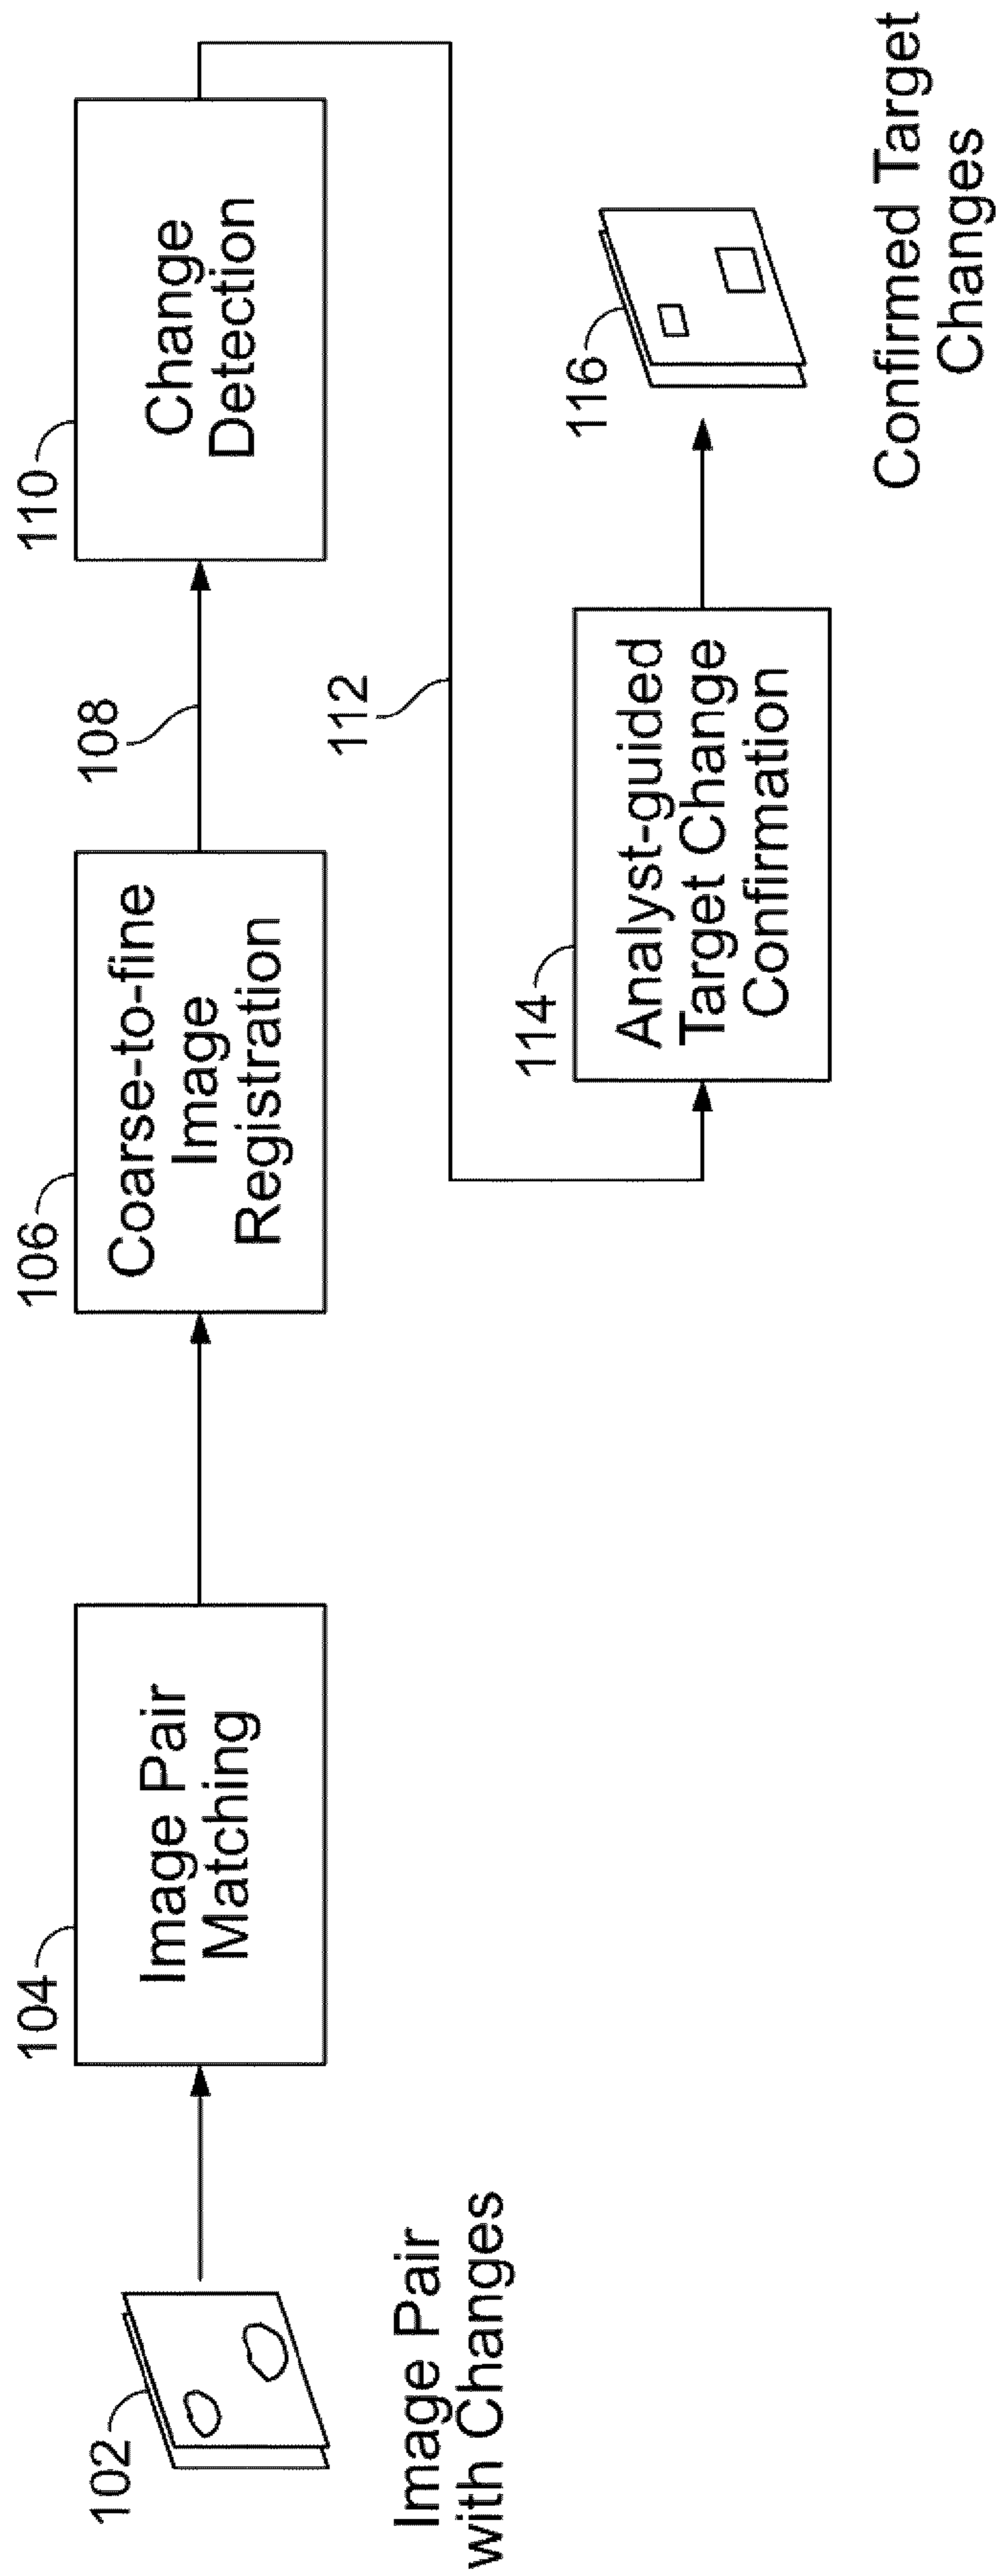 102
Image Pair
with Changes
104
Image Pair
Matching
106
Coarse-to-fine
Image
Registration
108
110
Change
Detection
112
114
Analyst-guided
Target Change
Confirmation
116
Confirmed Target
Changes